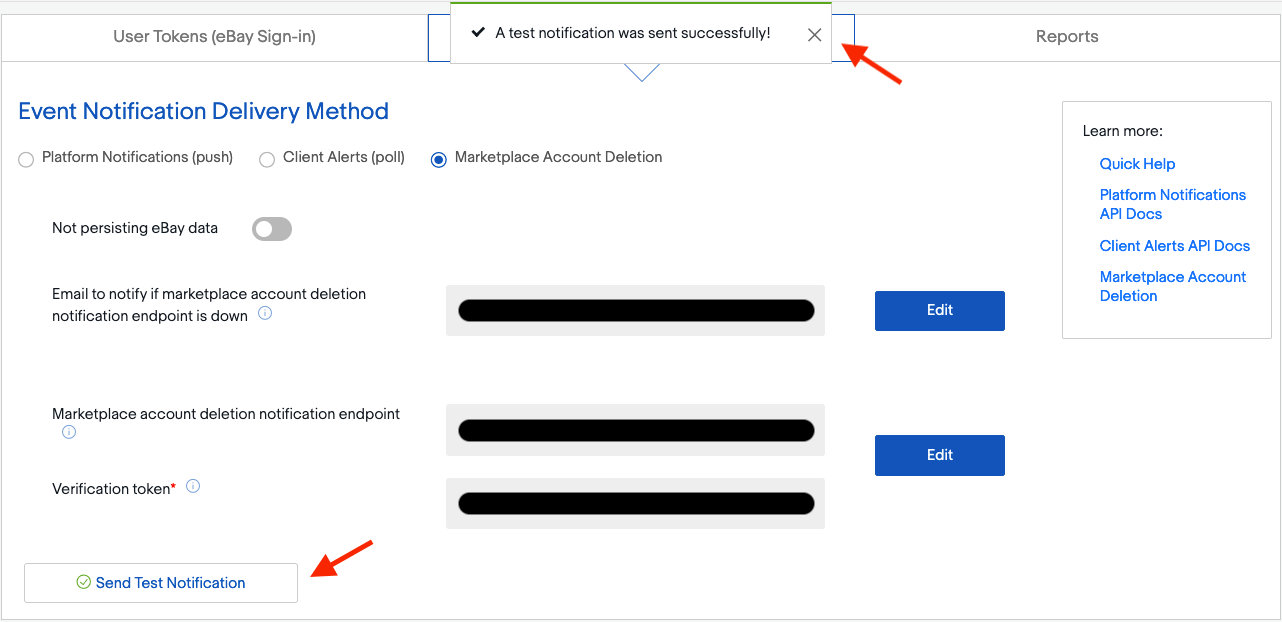 A test notification was sent successfully!
User Tokens (eBay Sign-in)
Reports
Event Notification Delivery Method
Platform Notifications (push)
Client Alerts (poll)
Marketplace Account Deletion
Learn more:
Quick Help
Platform Notifications
API Docs
Client Alerts API Docs
Marketplace Account
Deletion
Not persisting eBay data
Email to notify if marketplace account deletion
notification endpoint is down
Edit
Marketplace account deletion notification endpoint
Edit
Verification token*
Send Test Notification